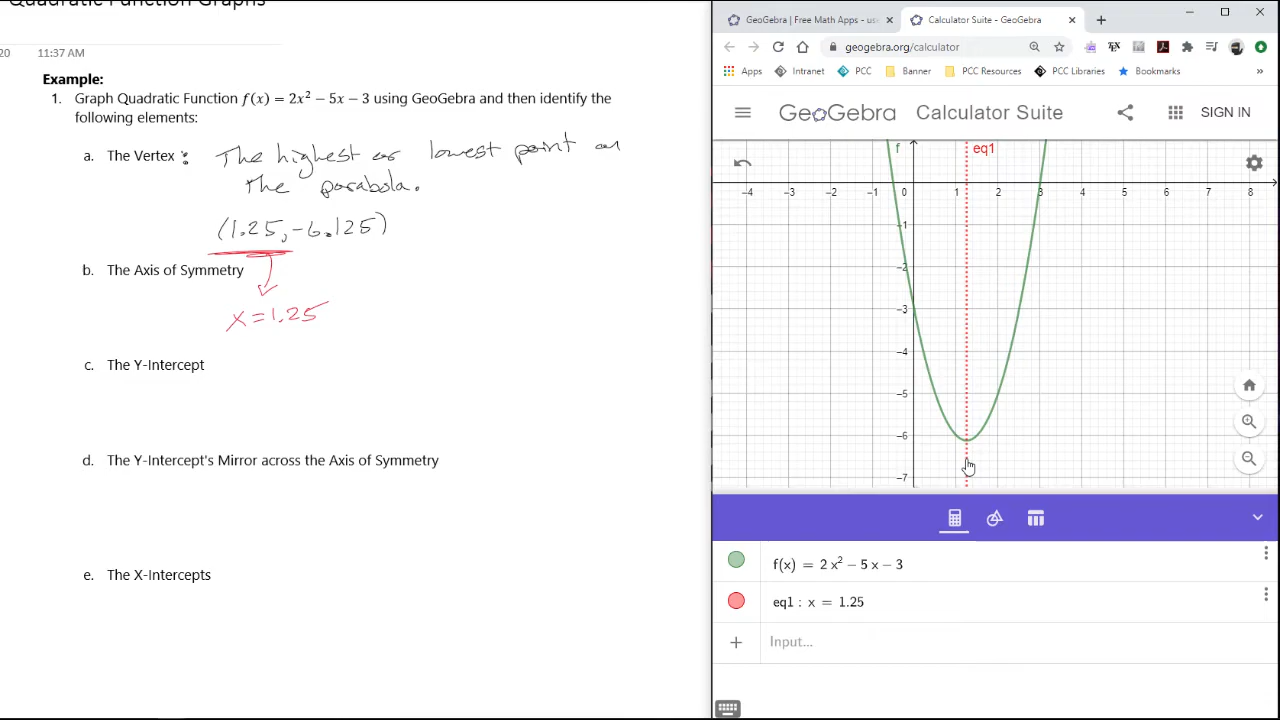 Quadratic Function Graphs
20 11:37 AM
Example:
1. Graph Quadratic Function f(x) = 2x² − 5x − 3 using GeoGebra and then identify the
following elements:
a. The Vertex : The highest or lowest point on
the parabola.
(1.25, -6.125)
b. The Axis of Symmetry
x = 1.25
c. The Y-Intercept
d. The Y-Intercept's Mirror across the Axis of Symmetry
e. The X-Intercepts
GeoGebra | Free Math Apps - use
Calculator Suite - GeoGebra
geogebra.org/calculator
Apps Intranet PCC Banner PCC Resources PCC Libraries Bookmarks »
GeoGebra Calculator Suite SIGN IN
f eq1
−4 −3 −2 −1 0 1 2 3 4 5 6 7 8
−1
−2
−3
−4
−5
−6
−7
f(x) = 2 x² − 5 x − 3
eq1 : x = 1.25
+ Input...